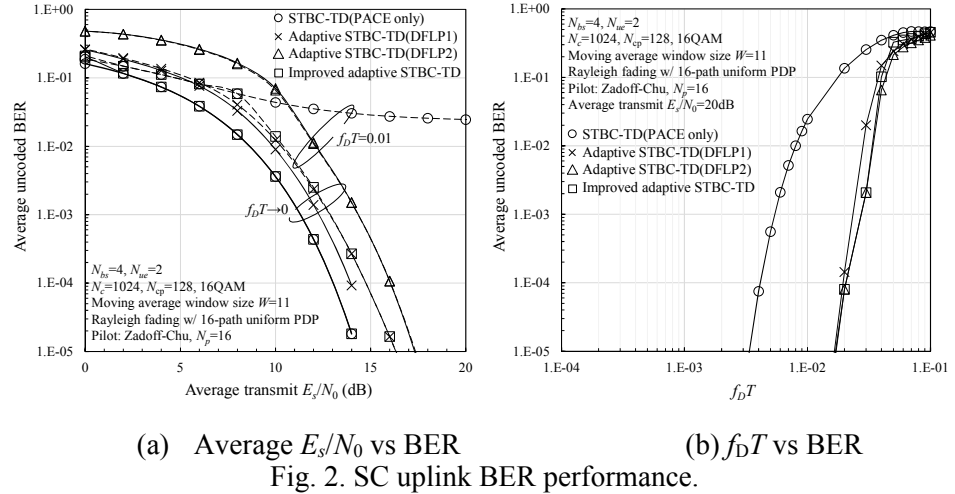 Average uncoded BER
1.E+00
1.E-01
1.E-02
1.E-03
1.E-04
1.E-05
0
5
10
15
20
Average transmit Es/N0 (dB)
STBC-TD(PACE only)
Adaptive STBC-TD(DFLP1)
Adaptive STBC-TD(DFLP2)
Improved adaptive STBC-TD
fDT=0.01
fDT→0
Nbs=4, Nue=2
Nc=1024, Ncp=128, 16QAM
Moving average window size W=11
Rayleigh fading w/ 16-path uniform PDP
Pilot: Zadoff-Chu, Np=16
(a) Average Es/N0 vs BER
Average uncoded BER
1.E+00
1.E-01
1.E-02
1.E-03
1.E-04
1.E-05
1.E-04
1.E-03
1.E-02
1.E-01
fDT
Nbs=4, Nue=2
Nc=1024, Ncp=128, 16QAM
Moving average window size W=11
Rayleigh fading w/ 16-path uniform PDP
Pilot: Zadoff-Chu, Np=16
Average transmit Es/N0=20dB
STBC-TD(PACE only)
Adaptive STBC-TD(DFLP1)
Adaptive STBC-TD(DFLP2)
Improved adaptive STBC-TD
(b) fDT vs BER
Fig. 2. SC uplink BER performance.